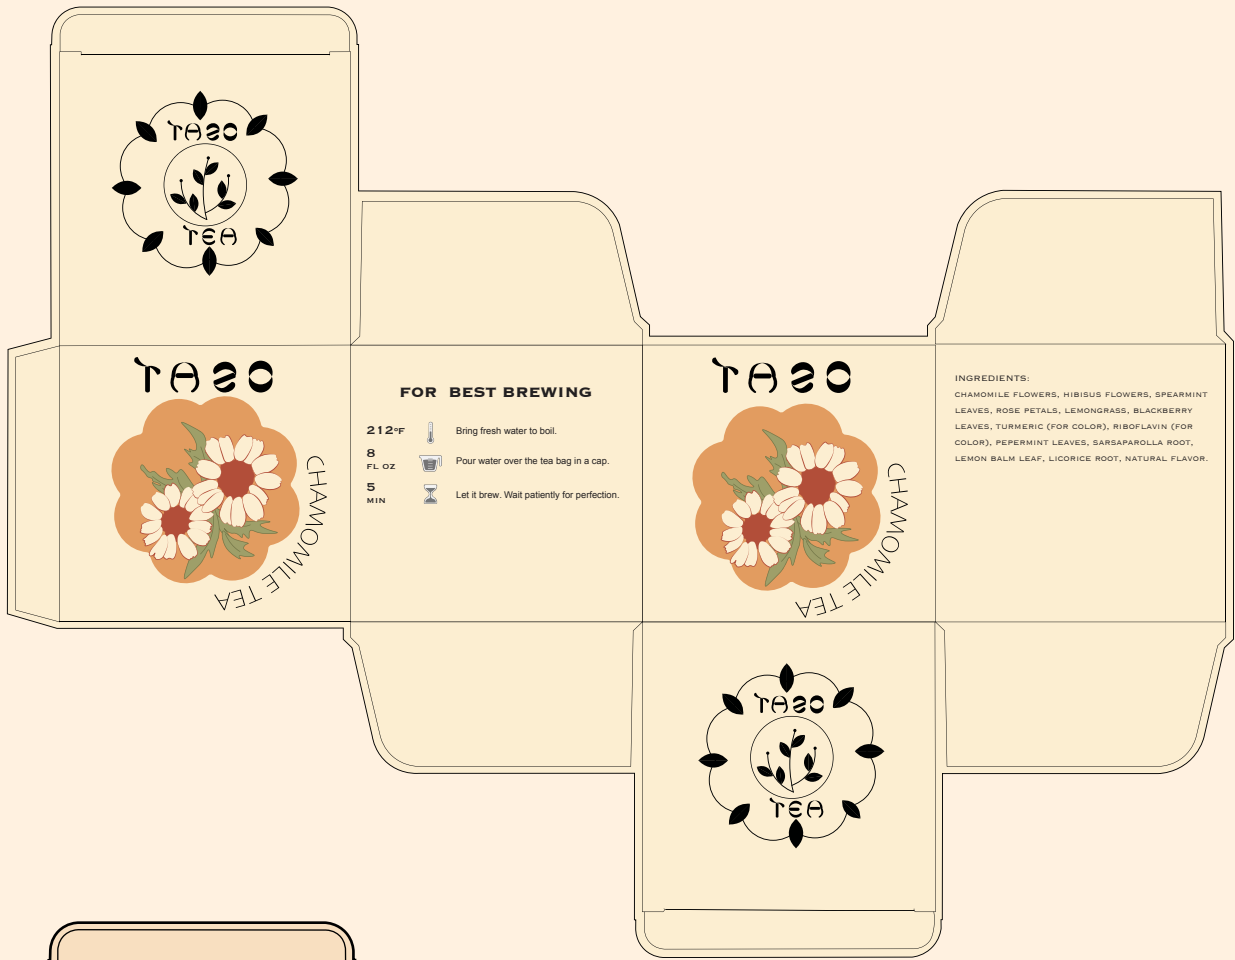 TASO
TEA
TASO
CHAMOMILE TEA
FOR BEST BREWING
212°F Bring fresh water to boil.
8 FL OZ Pour water over the tea bag in a cap.
5 MIN Let it brew. Wait patiently for perfection.
TASO
CHAMOMILE TEA
INGREDIENTS:
CHAMOMILE FLOWERS, HIBISUS FLOWERS, SPEARMINT
LEAVES, ROSE PETALS, LEMONGRASS, BLACKBERRY
LEAVES, TURMERIC (FOR COLOR), RIBOFLAVIN (FOR
COLOR), PEPERMINT LEAVES, SARSAPAROLLA ROOT,
LEMON BALM LEAF, LICORICE ROOT, NATURAL FLAVOR.
TASO
TEA